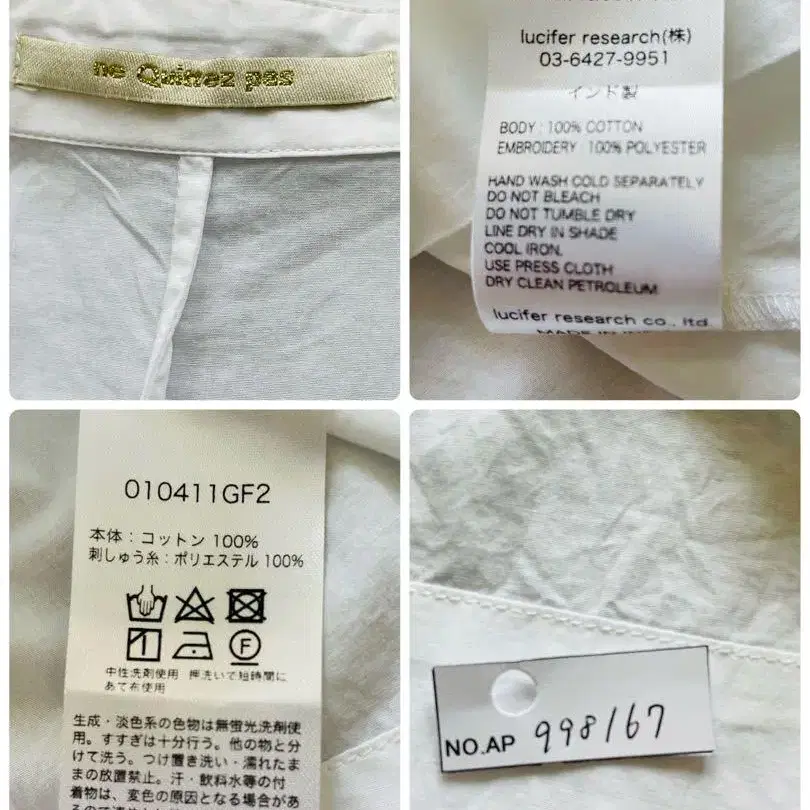 ne Quittez pas
lucifer research(株)
03-6427-9951
インド製
BODY : 100% COTTON
EMBROIDERY : 100% POLYESTER
HAND WASH COLD SEPARATELY
DO NOT BLEACH
DO NOT TUMBLE DRY
LINE DRY IN SHADE
COOL IRON.
USE PRESS CLOTH
DRY CLEAN PETROLEUM
lucifer research co., ltd
MADE IN
010411GF2
本体：コットン 100%
刺しゅう糸：ポリエステル 100%
F
中性洗剤使用 押洗いで短時間に
あて布使用
生成・淡色系の色物は無蛍光洗剤使
用。すすぎは十分行う。他の物と分
けて洗う。つけ置き洗い・濡れたま
まの放置禁止。汗・飲料水等の付
着物は、変色の原因となる場合があ
NO.AP 998167